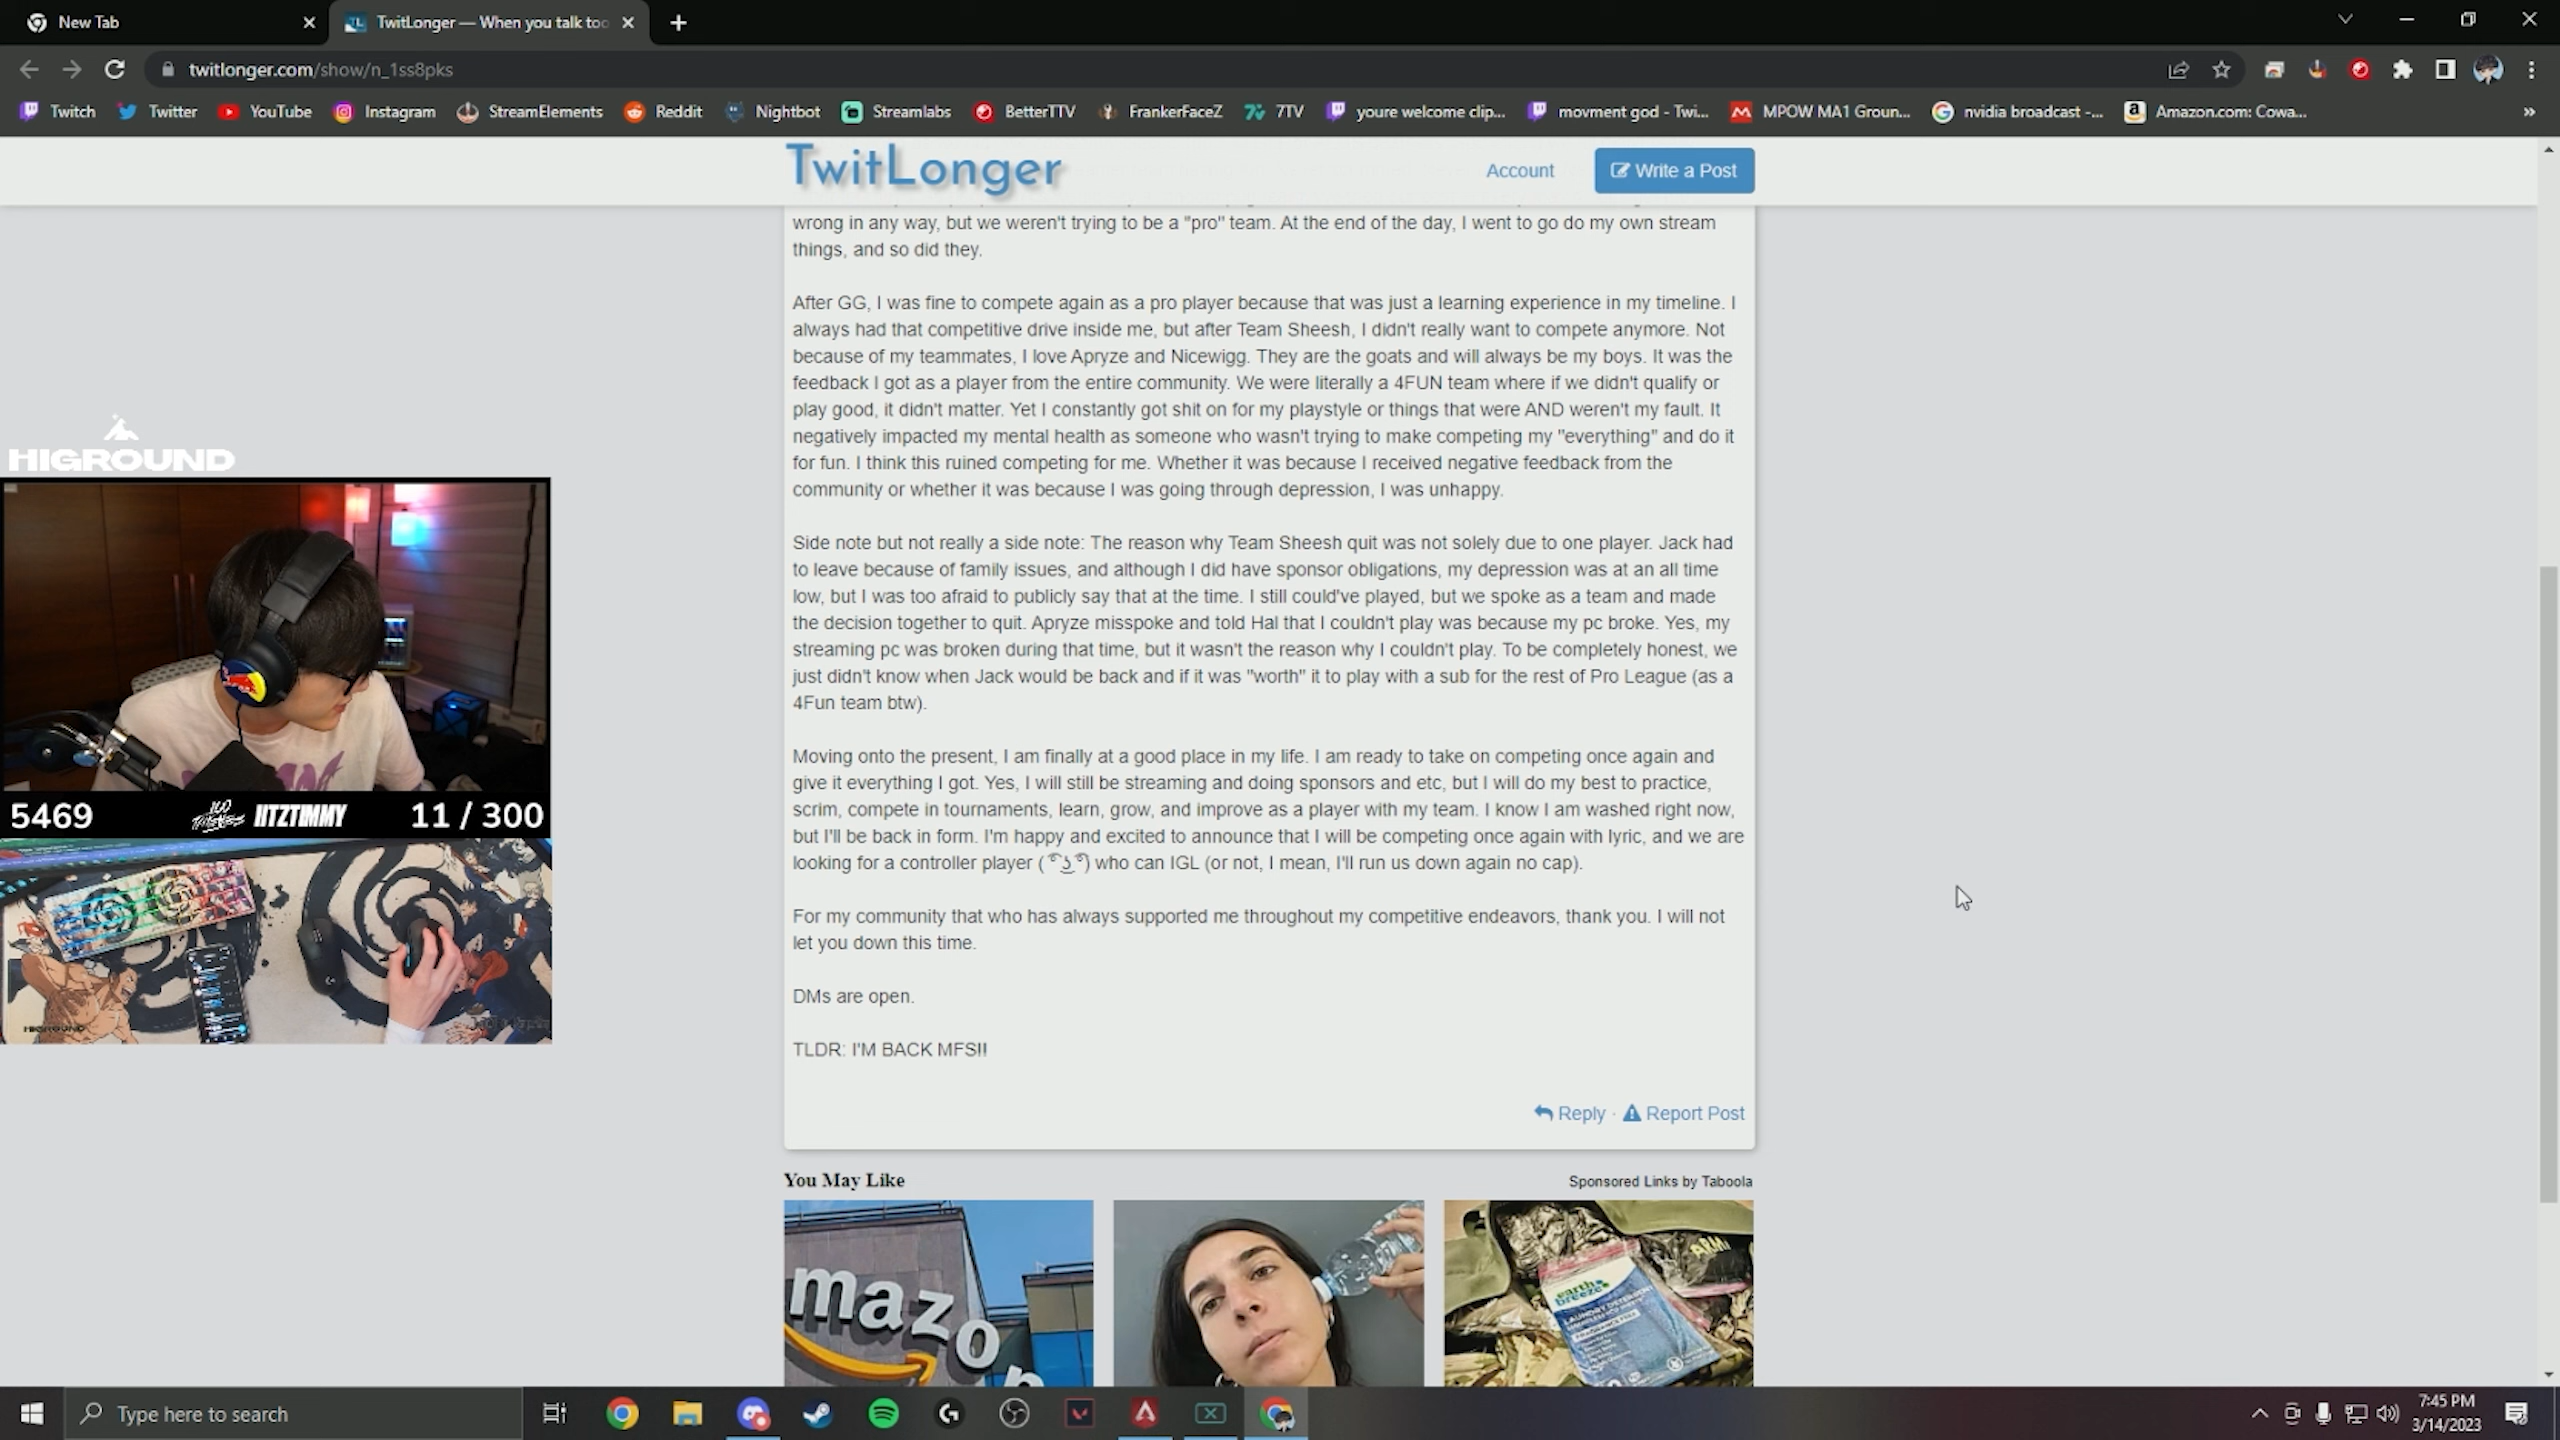 New Tab
TwitLonger — When you talk too
twitlonger.com/show/n_1ss8pks
Twitch Twitter YouTube Instagram StreamElements Reddit Nightbot Streamlabs BetterTTV FrankerFaceZ 7TV youre welcome clip... movment god - Twi... MPOW MA1 Groun... nvidia broadcast -... Amazon.com: Cowa...
TwitLonger
Account
Write a Post
wrong in any way, but we weren't trying to be a "pro" team. At the end of the day, I went to go do my own stream
things, and so did they.
After GG, I was fine to compete again as a pro player because that was just a learning experience in my timeline. I
always had that competitive drive inside me, but after Team Sheesh, I didn't really want to compete anymore. Not
because of my teammates, I love Apryze and Nicewigg. They are the goats and will always be my boys. It was the
feedback I got as a player from the entire community. We were literally a 4FUN team where if we didn't qualify or
play good, it didn't matter. Yet I constantly got shit on for my playstyle or things that were AND weren't my fault. It
negatively impacted my mental health as someone who wasn't trying to make competing my "everything" and do it
for fun. I think this ruined competing for me. Whether it was because I received negative feedback from the
community or whether it was because I was going through depression, I was unhappy.
Side note but not really a side note: The reason why Team Sheesh quit was not solely due to one player. Jack had
to leave because of family issues, and although I did have sponsor obligations, my depression was at an all time
low, but I was too afraid to publicly say that at the time. I still could've played, but we spoke as a team and made
the decision together to quit. Apryze misspoke and told Hal that I couldn't play was because my pc broke. Yes, my
streaming pc was broken during that time, but it wasn't the reason why I couldn't play. To be completely honest, we
just didn't know when Jack would be back and if it was "worth" it to play with a sub for the rest of Pro League (as a
4Fun team btw).
Moving onto the present, I am finally at a good place in my life. I am ready to take on competing once again and
give it everything I got. Yes, I will still be streaming and doing sponsors and etc, but I will do my best to practice,
scrim, compete in tournaments, learn, grow, and improve as a player with my team. I know I am washed right now,
but I'll be back in form. I'm happy and excited to announce that I will be competing once again with lyric, and we are
looking for a controller player ( ͡° ͜ʖ ͡°) who can IGL (or not, I mean, I'll run us down again no cap).
For my community that who has always supported me throughout my competitive endeavors, thank you. I will not
let you down this time.
DMs are open.
TLDR: I'M BACK MFS!!
Reply · Report Post
You May Like
Sponsored Links by Taboola
HIGROUND
5469
IITZTIMMY
11 / 300
HIGROUND
amazon
ARMY
earth breeze
LAUNDRY DETERGENT
Type here to search
7:45 PM
3/14/2023